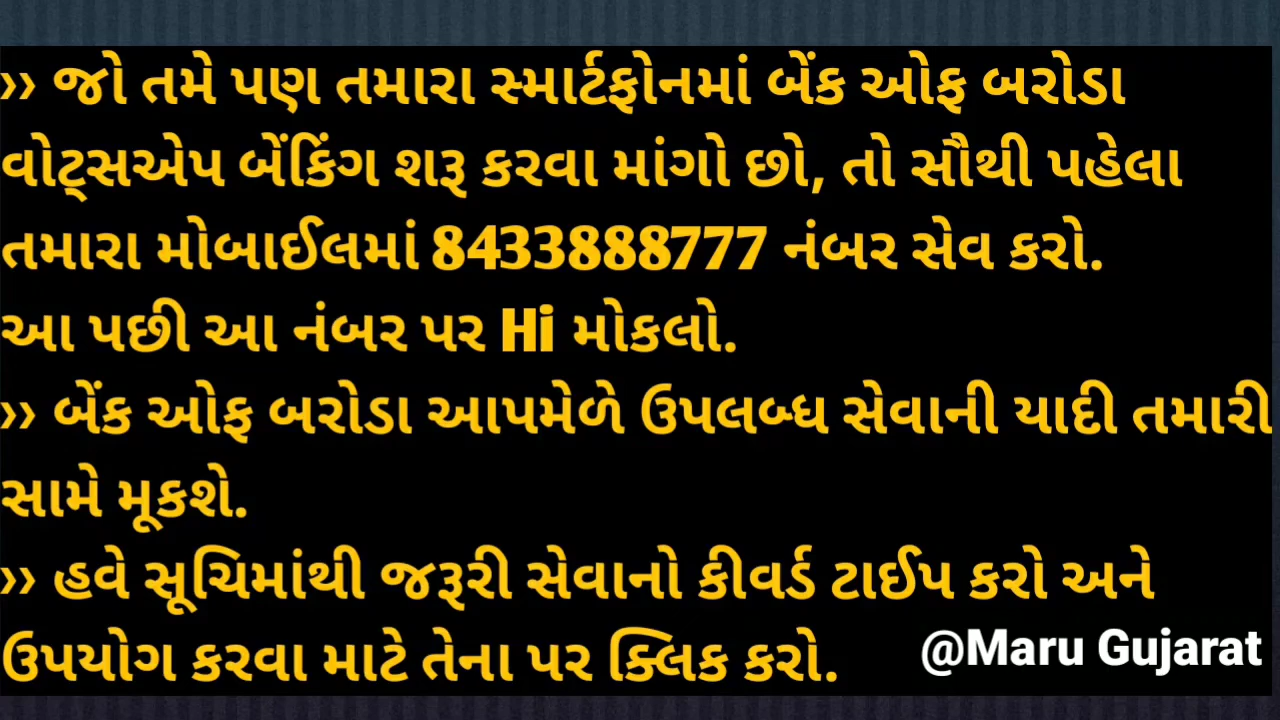 ›› જો તમે પણ તમારા સ્માર્ટફોનમાં બેંક ઓફ બરોડા
વોટ્સએપ બેંકિંગ શરૂ કરવા માંગો છો, તો સૌથી પહેલા
તમારા મોબાઈલમાં 8433888777 નંબર સેવ કરો.
આ પછી આ નંબર પર Hi મોકલો.
›› બેંક ઓફ બરોડા આપમેળે ઉપલબ્ધ સેવાની યાદી તમારી
સામે મૂકશે.
›› હવે સૂચિમાંથી જરૂરી સેવાનો કીવર્ડ ટાઈપ કરો અને
ઉપયોગ કરવા માટે તેના પર ક્લિક કરો.
@Maru Gujarat